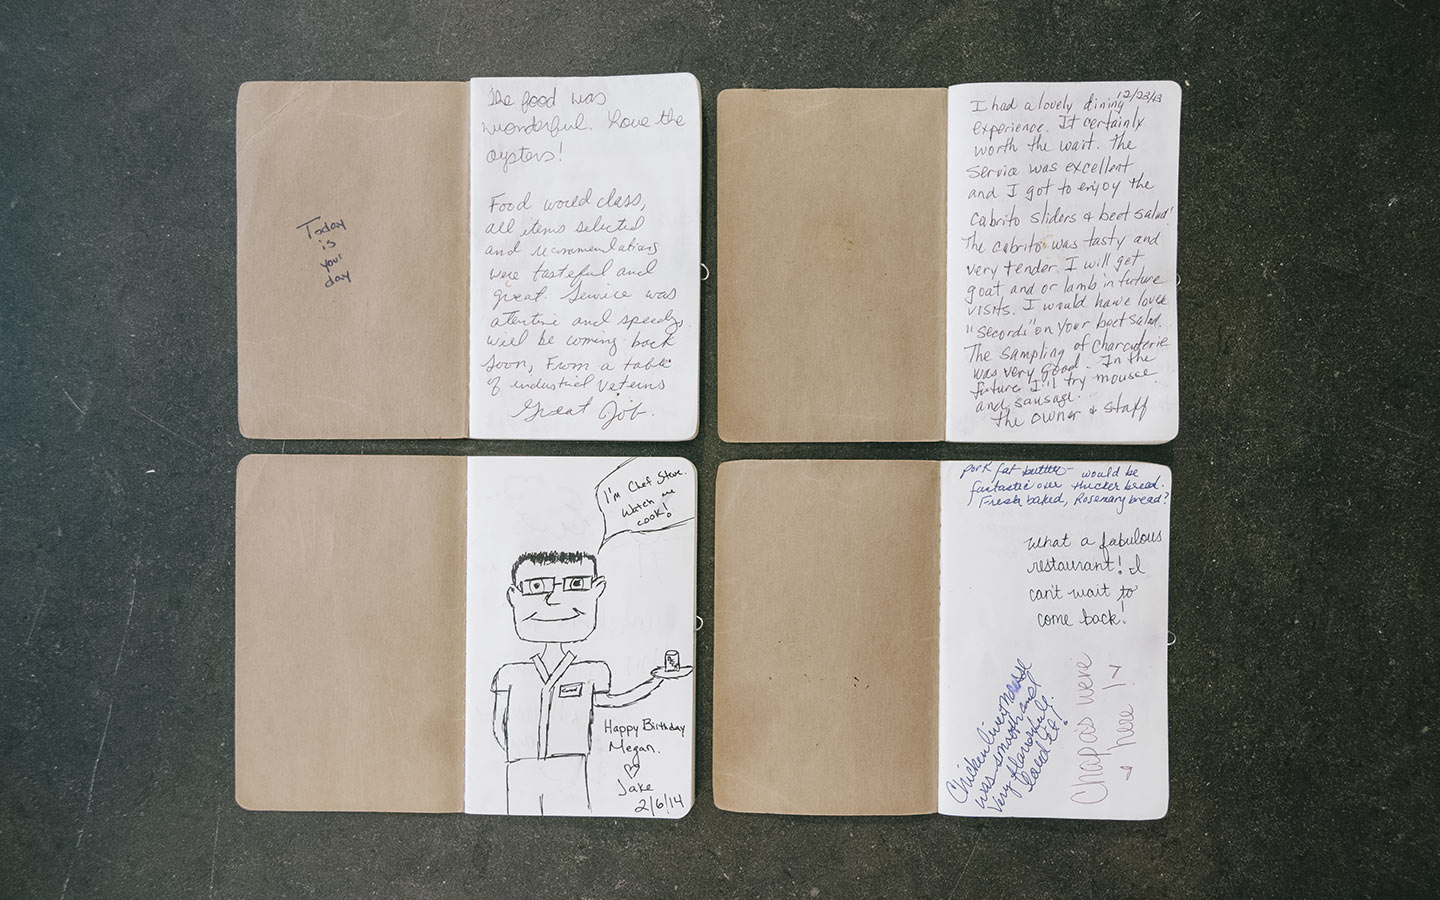 Today
is
your
day
The food was
wonderful. Love the
oysters!
Food world class,
all items selected
and recommendations
were tasteful and
great. Service was
attentive and speedy,
will be coming back
soon, From a table
of industrial veterns
Great Job.
12/23/13
I had a lovely dining
experience. It certainly
worth the wait. The
service was excellent
and I got to enjoy the
Cabrito sliders & beet salad!
The cabrito was tasty and
very tender. I will get
goat and or lamb in future
visits. I would have loved
"seconds" on your beet salad.
The sampling of charcuterie
was very good. In the
future I'll try mousse
and sausage.
The owner & staff
I'm Chef Steve.
Watch me
cook!
Happy Birthday
Megan.
♡
Jake
2/6/14
pork fat butter - would be
fantastic over thicker bread.
Fresh baked, Rosemary bread?
What a fabulous
restaurant! I
can't wait to
come back!
Chicken liver mousse
was smooth and
very flavorful.
Loved it!
Chapas were
here!